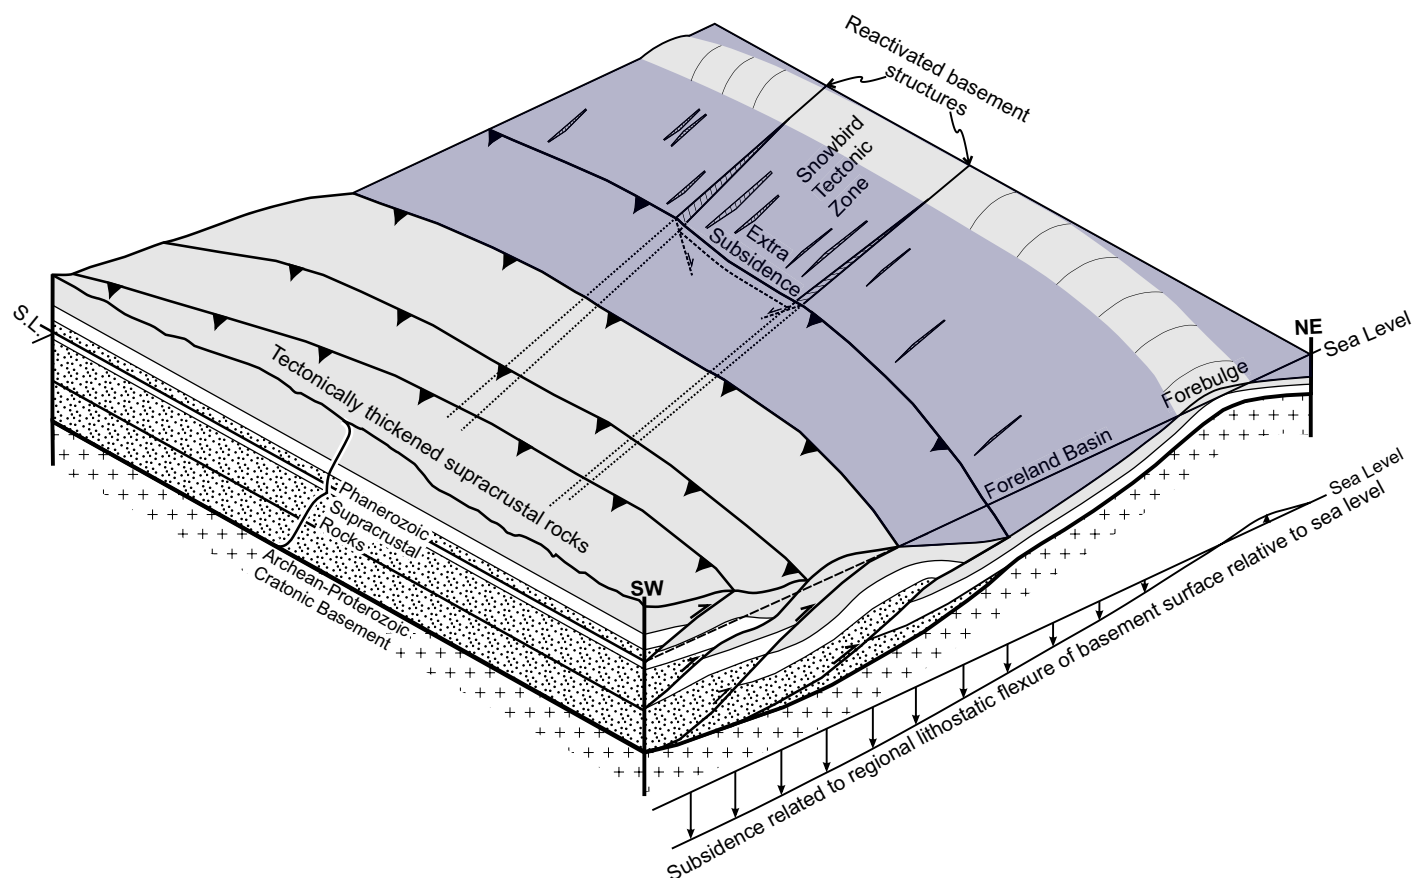 Reactivated basement
structures
Snowbird
Tectonic
Zone
Extra
Subsidence
NE
Sea Level
S.L.
Forebulge
Foreland Basin
Tectonically thickened supracrustal rocks
Phanerozoic
Supracrustal
Rocks
Archean-Proterozoic
Cratonic Basement
SW
Sea Level
Subsidence related to regional lithostatic flexure of basement surface relative to sea level